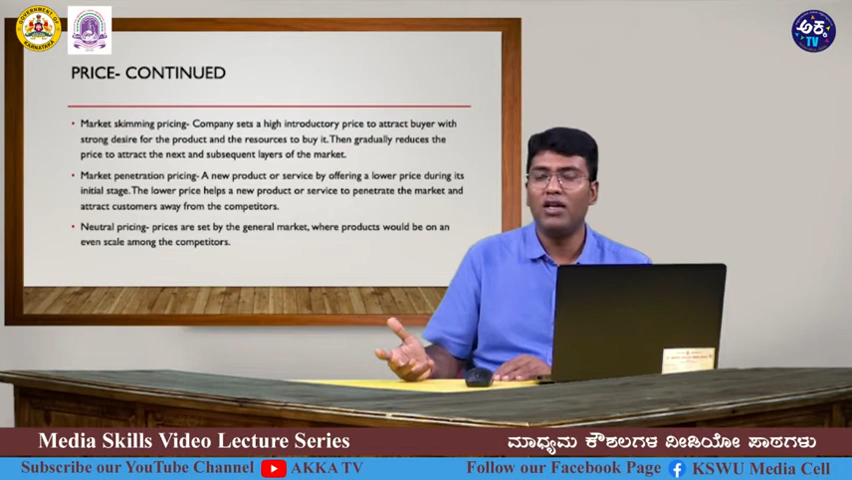 GOVERNMENT OF
KARNATAKA
ಅಕ್ಕ
TV
PRICE- CONTINUED
• Market skimming pricing- Company sets a high introductory price to attract buyer with
strong desire for the product and the resources to buy it. Then gradually reduces the
price to attract the next and subsequent layers of the market.
• Market penetration pricing- A new product or service by offering a lower price during its
initial stage. The lower price helps a new product or service to penetrate the market and
attract customers away from the competitors.
• Neutral pricing- prices are set by the general market, where products would be on an
even scale among the competitors.
Media Skills Video Lecture Series
ಮಾಧ್ಯಮ ಕೌಶಲಗಳ ವೀಡಿಯೋ ಪಾಠಗಳು
Subscribe our YouTube Channel AKKA TV
Follow our Facebook Page KSWU Media Cell